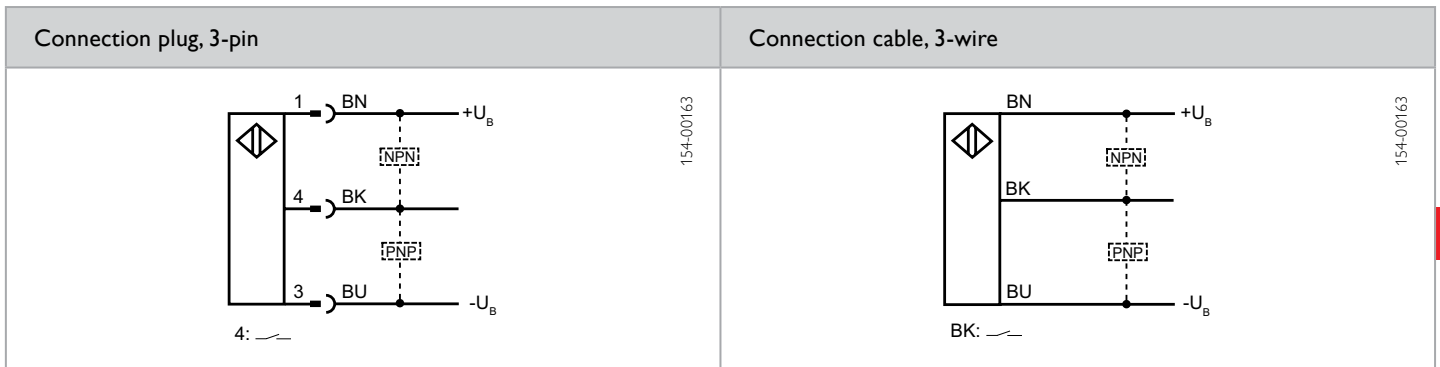 Connection plug, 3-pin
Connection cable, 3-wire
1 BN +UB
NPN
4 BK
PNP
3 BU -UB
4:
154-00163
BN +UB
NPN
BK
PNP
BU -UB
BK:
154-00163